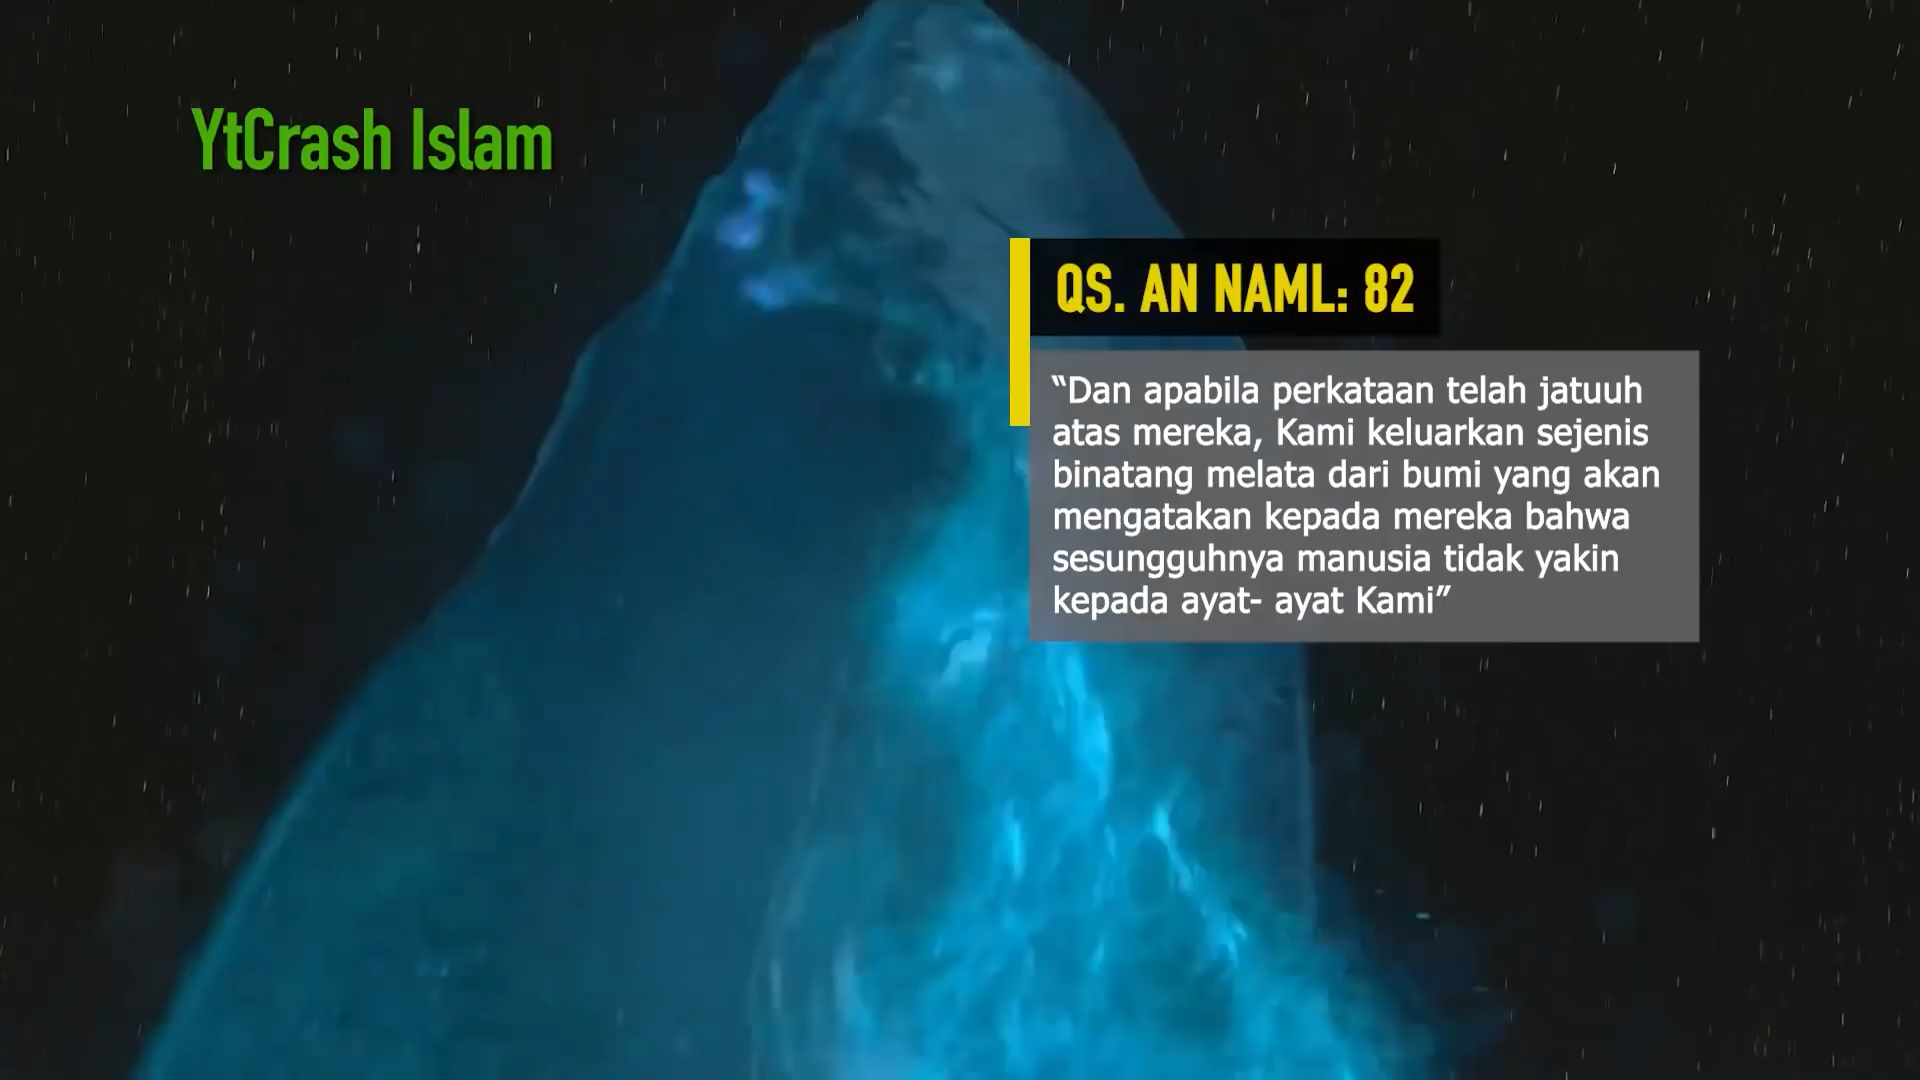 YtCrash Islam
QS. AN NAML: 82
“Dan apabila perkataan telah jatuuh
atas mereka, Kami keluarkan sejenis
binatang melata dari bumi yang akan
mengatakan kepada mereka bahwa
sesungguhnya manusia tidak yakin
kepada ayat- ayat Kami”